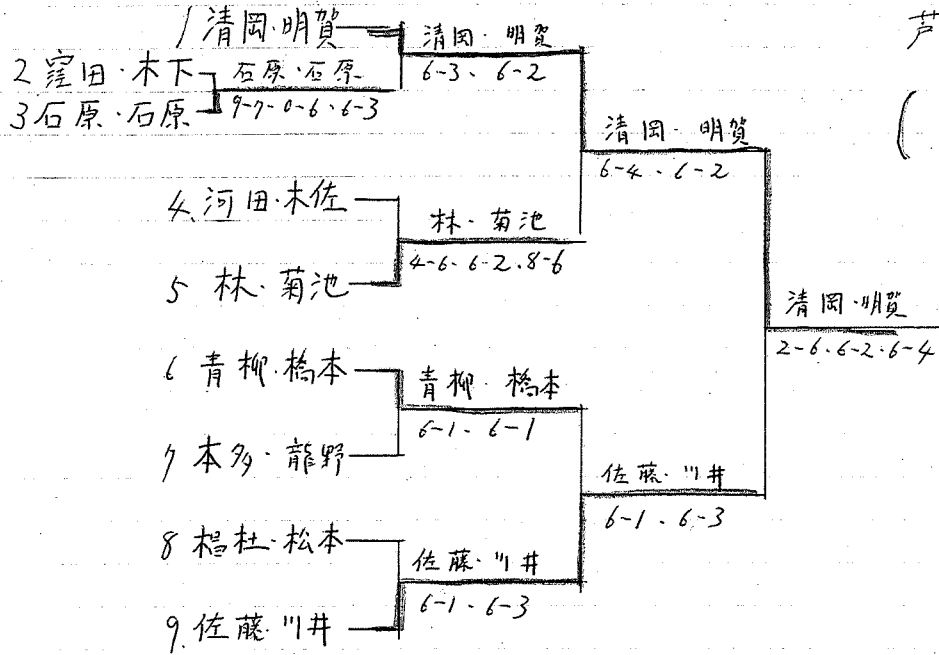 1 清岡・明賀
清岡・明賀
6-3、6-2
2 窪田・木下
石原・石原
9-7・0-6・6-3
3 石原・石原
清岡・明賀
6-4、6-2
4. 河田・木佐
林・菊池
4-6、6-2、8-6
5 林・菊池
清岡・明賀
2-6、6-2、6-4
6 青柳・橋本
青柳・橋本
6-1、6-1
7 本多・龍野
佐藤・川井
6-1、6-3
8 松本
佐藤・川井
6-1、6-3
9. 佐藤・川井
芦
(